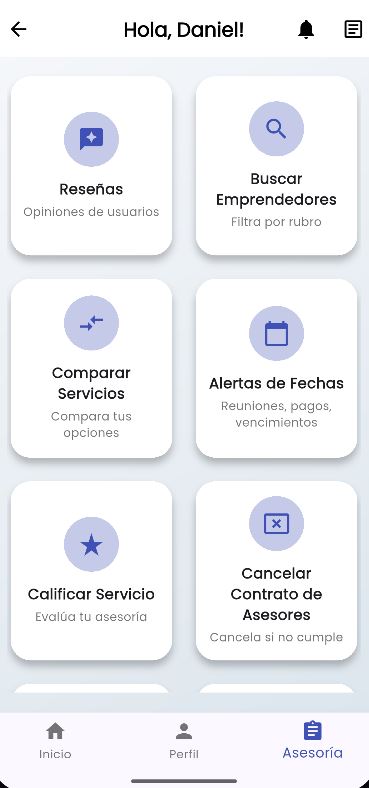 Hola, Daniel!
Reseñas
Opiniones de usuarios
Buscar
Emprendedores
Filtra por rubro
Comparar
Servicios
Compara tus
opciones
Alertas de Fechas
Reuniones, pagos,
vencimientos
Calificar Servicio
Evalúa tu asesoría
Cancelar
Contrato de
Asesores
Cancela si no cumple
Inicio
Perfil
Asesoría